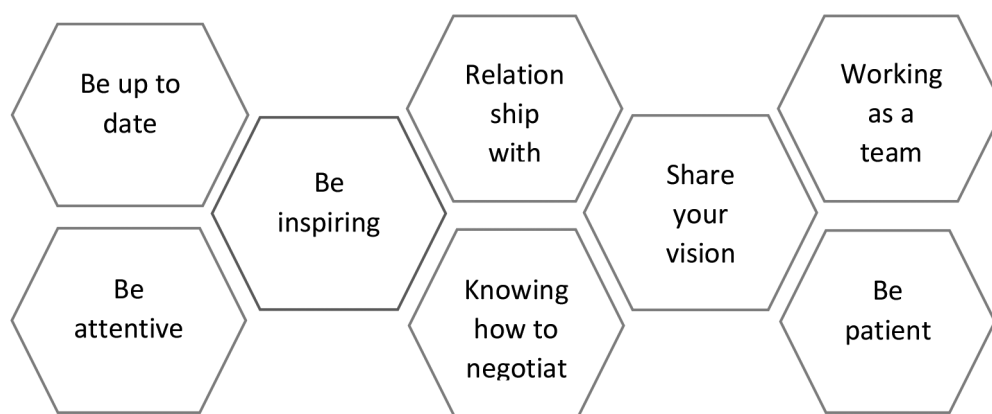 Be up to
date
Be
inspiring
Relation
ship
with
Share
your
vision
Working
as a
team
Be
attentive
Knowing
how to
negotiat
Be
patient